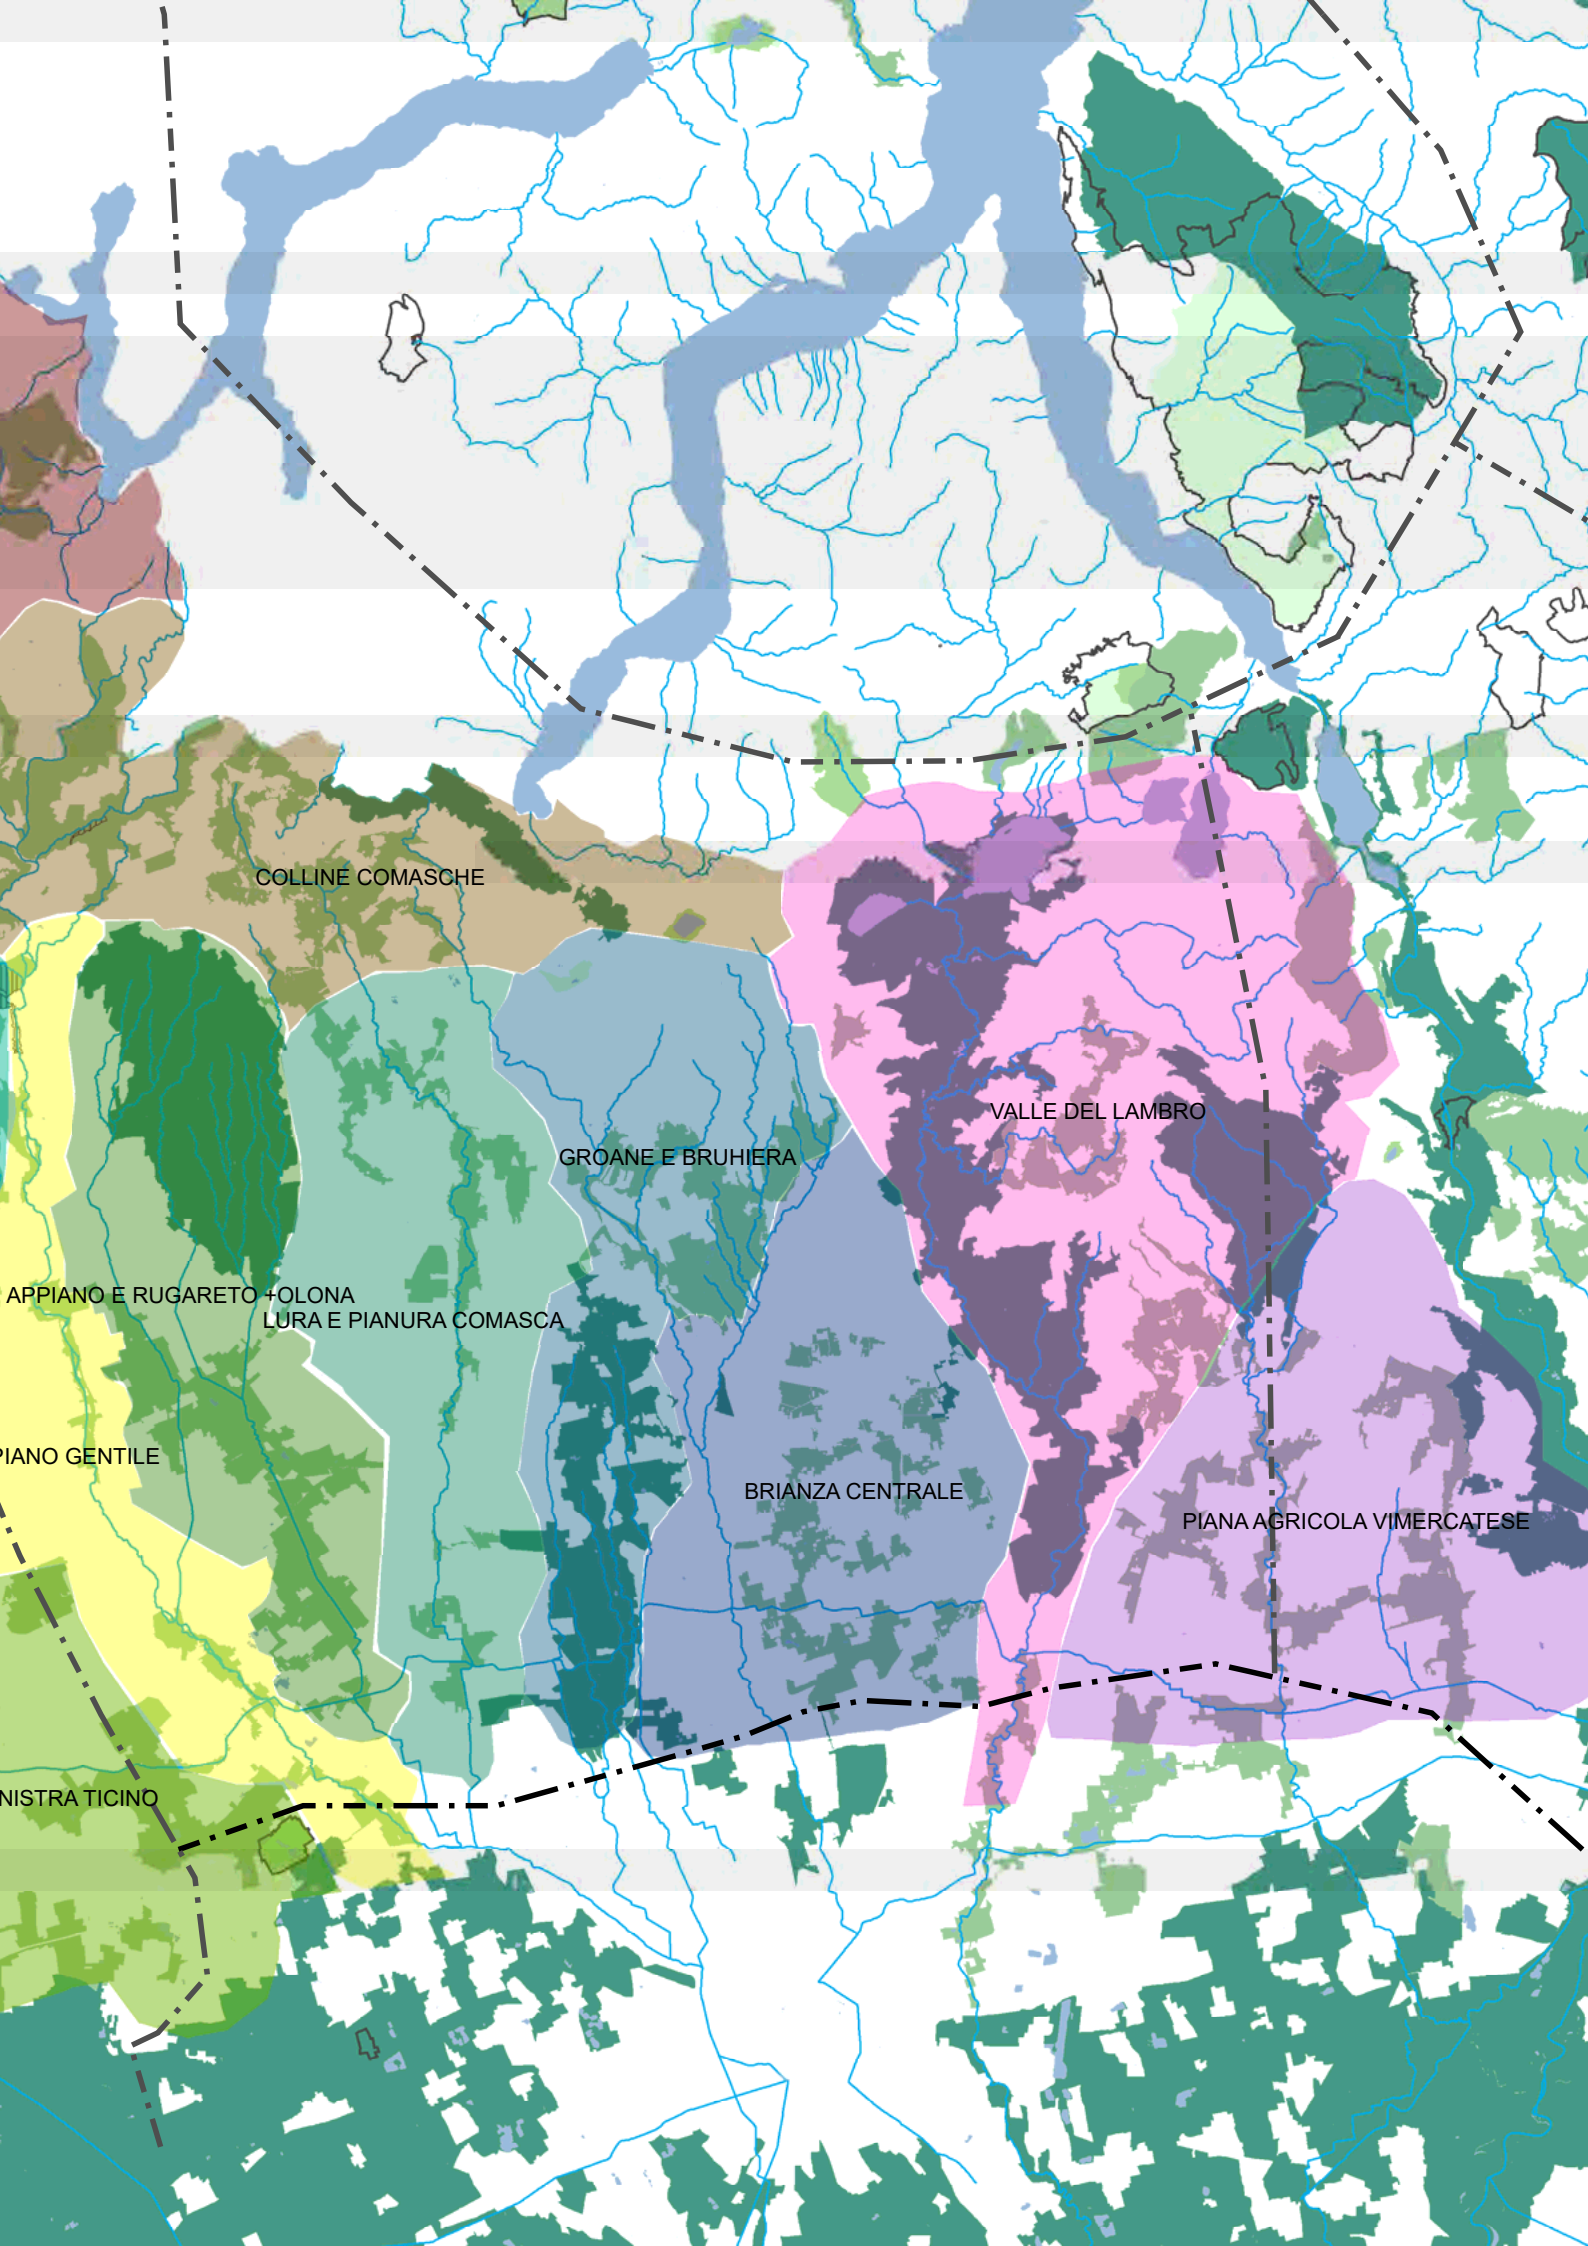 COLLINE COMASCHE
VALLE DEL LAMBRO
GROANE E BRUHIERA
APPIANO E RUGARETO +OLONA
LURA E PIANURA COMASCA
PIANO GENTILE
BRIANZA CENTRALE
PIANA AGRICOLA VIMERCATESE
NISTRA TICINO